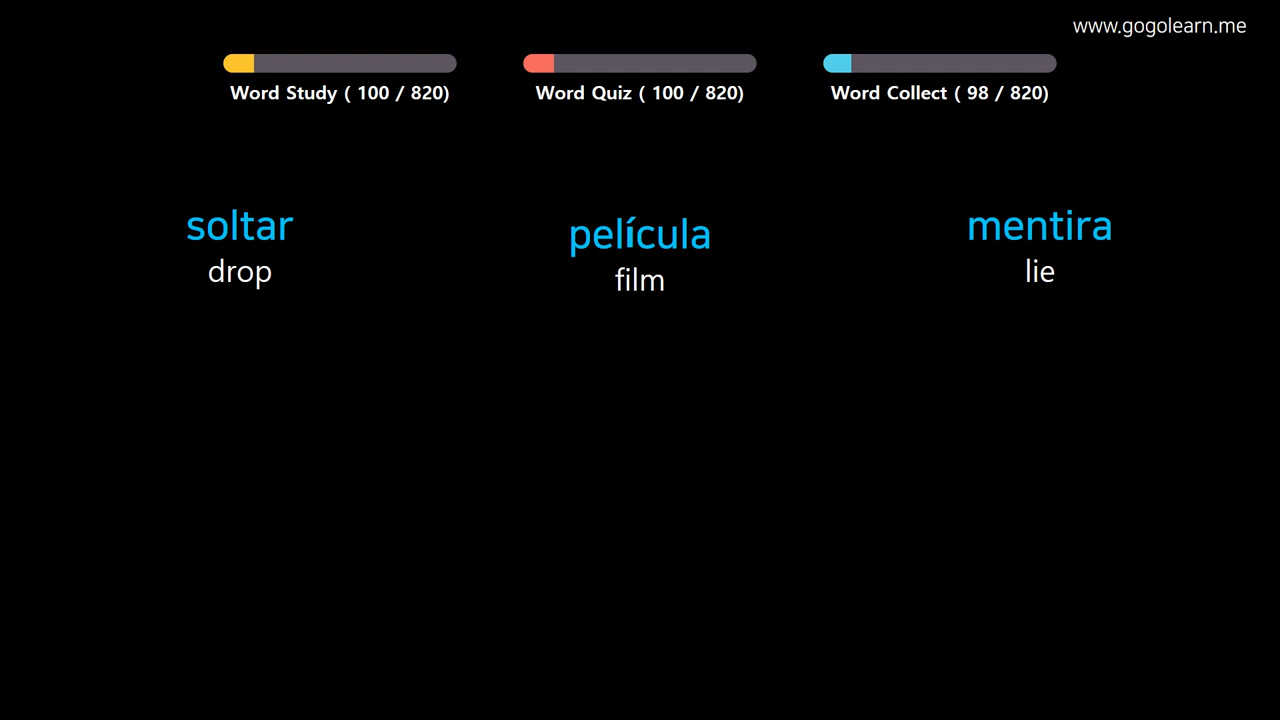 www.gogolearn.me
Word Study ( 100 / 820)
Word Quiz ( 100 / 820)
Word Collect ( 98 / 820)
soltar
drop
película
film
mentira
lie